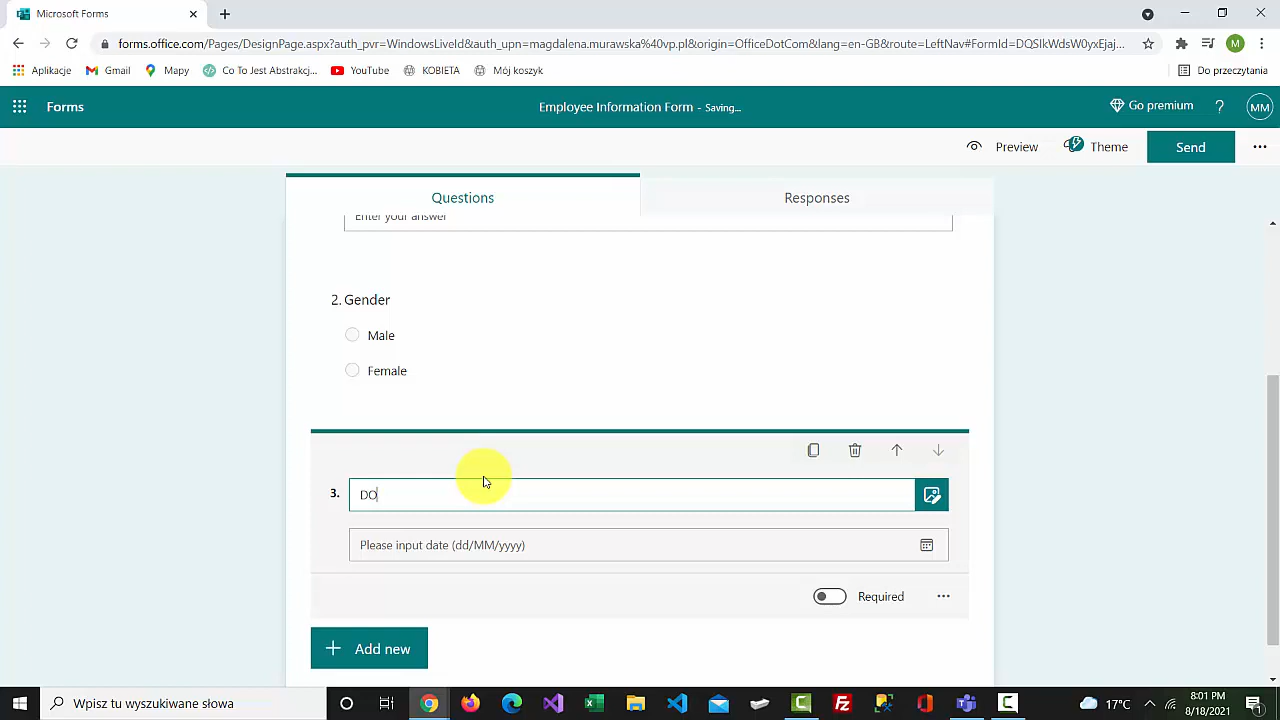 Microsoft Forms
forms.office.com/Pages/DesignPage.aspx?auth_pvr=WindowsLiveId&auth_upn=magdalena.murawska%40vp.pl&origin=OfficeDotCom&lang=en-GB&route=LeftNav#FormId=DQSIkWdsW0yxEjaj...
M
Aplikacje
Gmail
Mapy
Co To Jest Abstrakcj...
YouTube
KOBIETA
Mój koszyk
Do przeczytania
Forms
Employee Information Form - Saving...
Go premium
?
MM
Preview
Theme
Send
Questions
Responses
Enter your answer
2. Gender
Male
Female
3.
DO
Please input date (dd/MM/yyyy)
Required
Add new
Wpisz tu wyszukiwane słowa
17°C
8:01 PM
8/18/2021